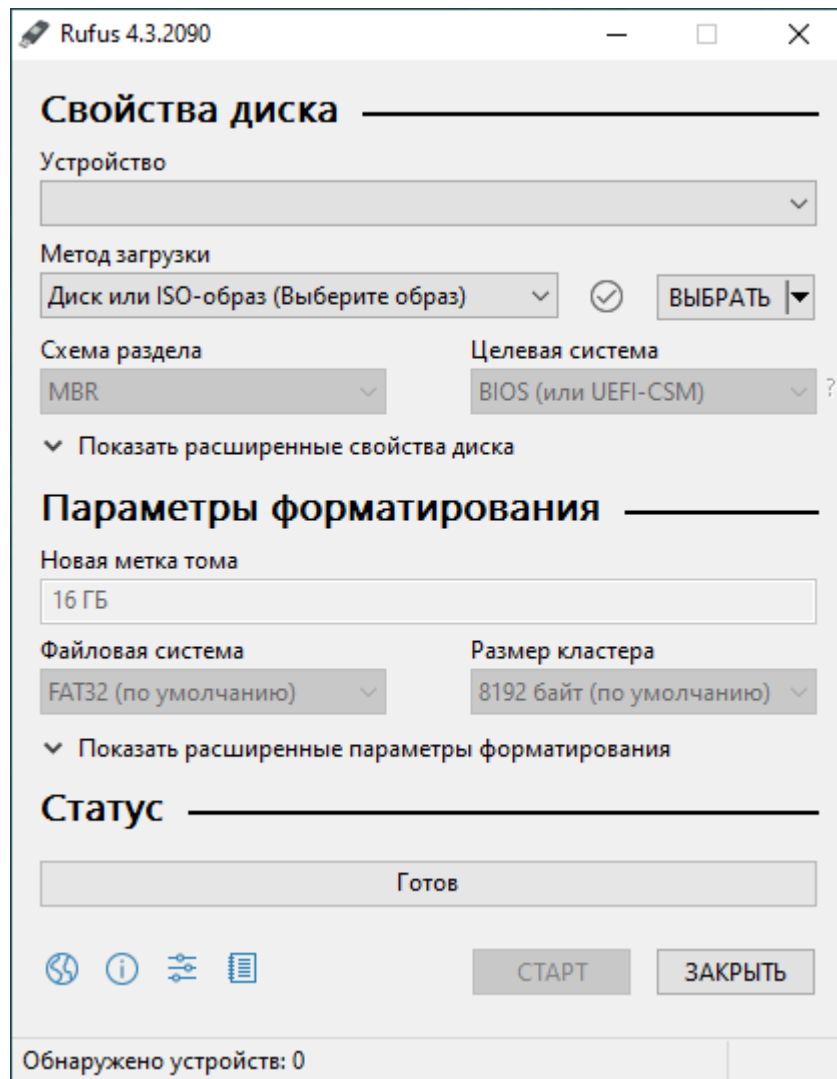 Rufus 4.3.2090
Свойства диска
Устройство
Метод загрузки
Диск или ISO-образ (Выберите образ)
ВЫБРАТЬ
Схема раздела
Целевая система
MBR
BIOS (или UEFI-CSM)
?
Показать расширенные свойства диска
Параметры форматирования
Новая метка тома
16 ГБ
Файловая система
Размер кластера
FAT32 (по умолчанию)
8192 байт (по умолчанию)
Показать расширенные параметры форматирования
Статус
Готов
СТАРТ
ЗАКРЫТЬ
Обнаружено устройств: 0